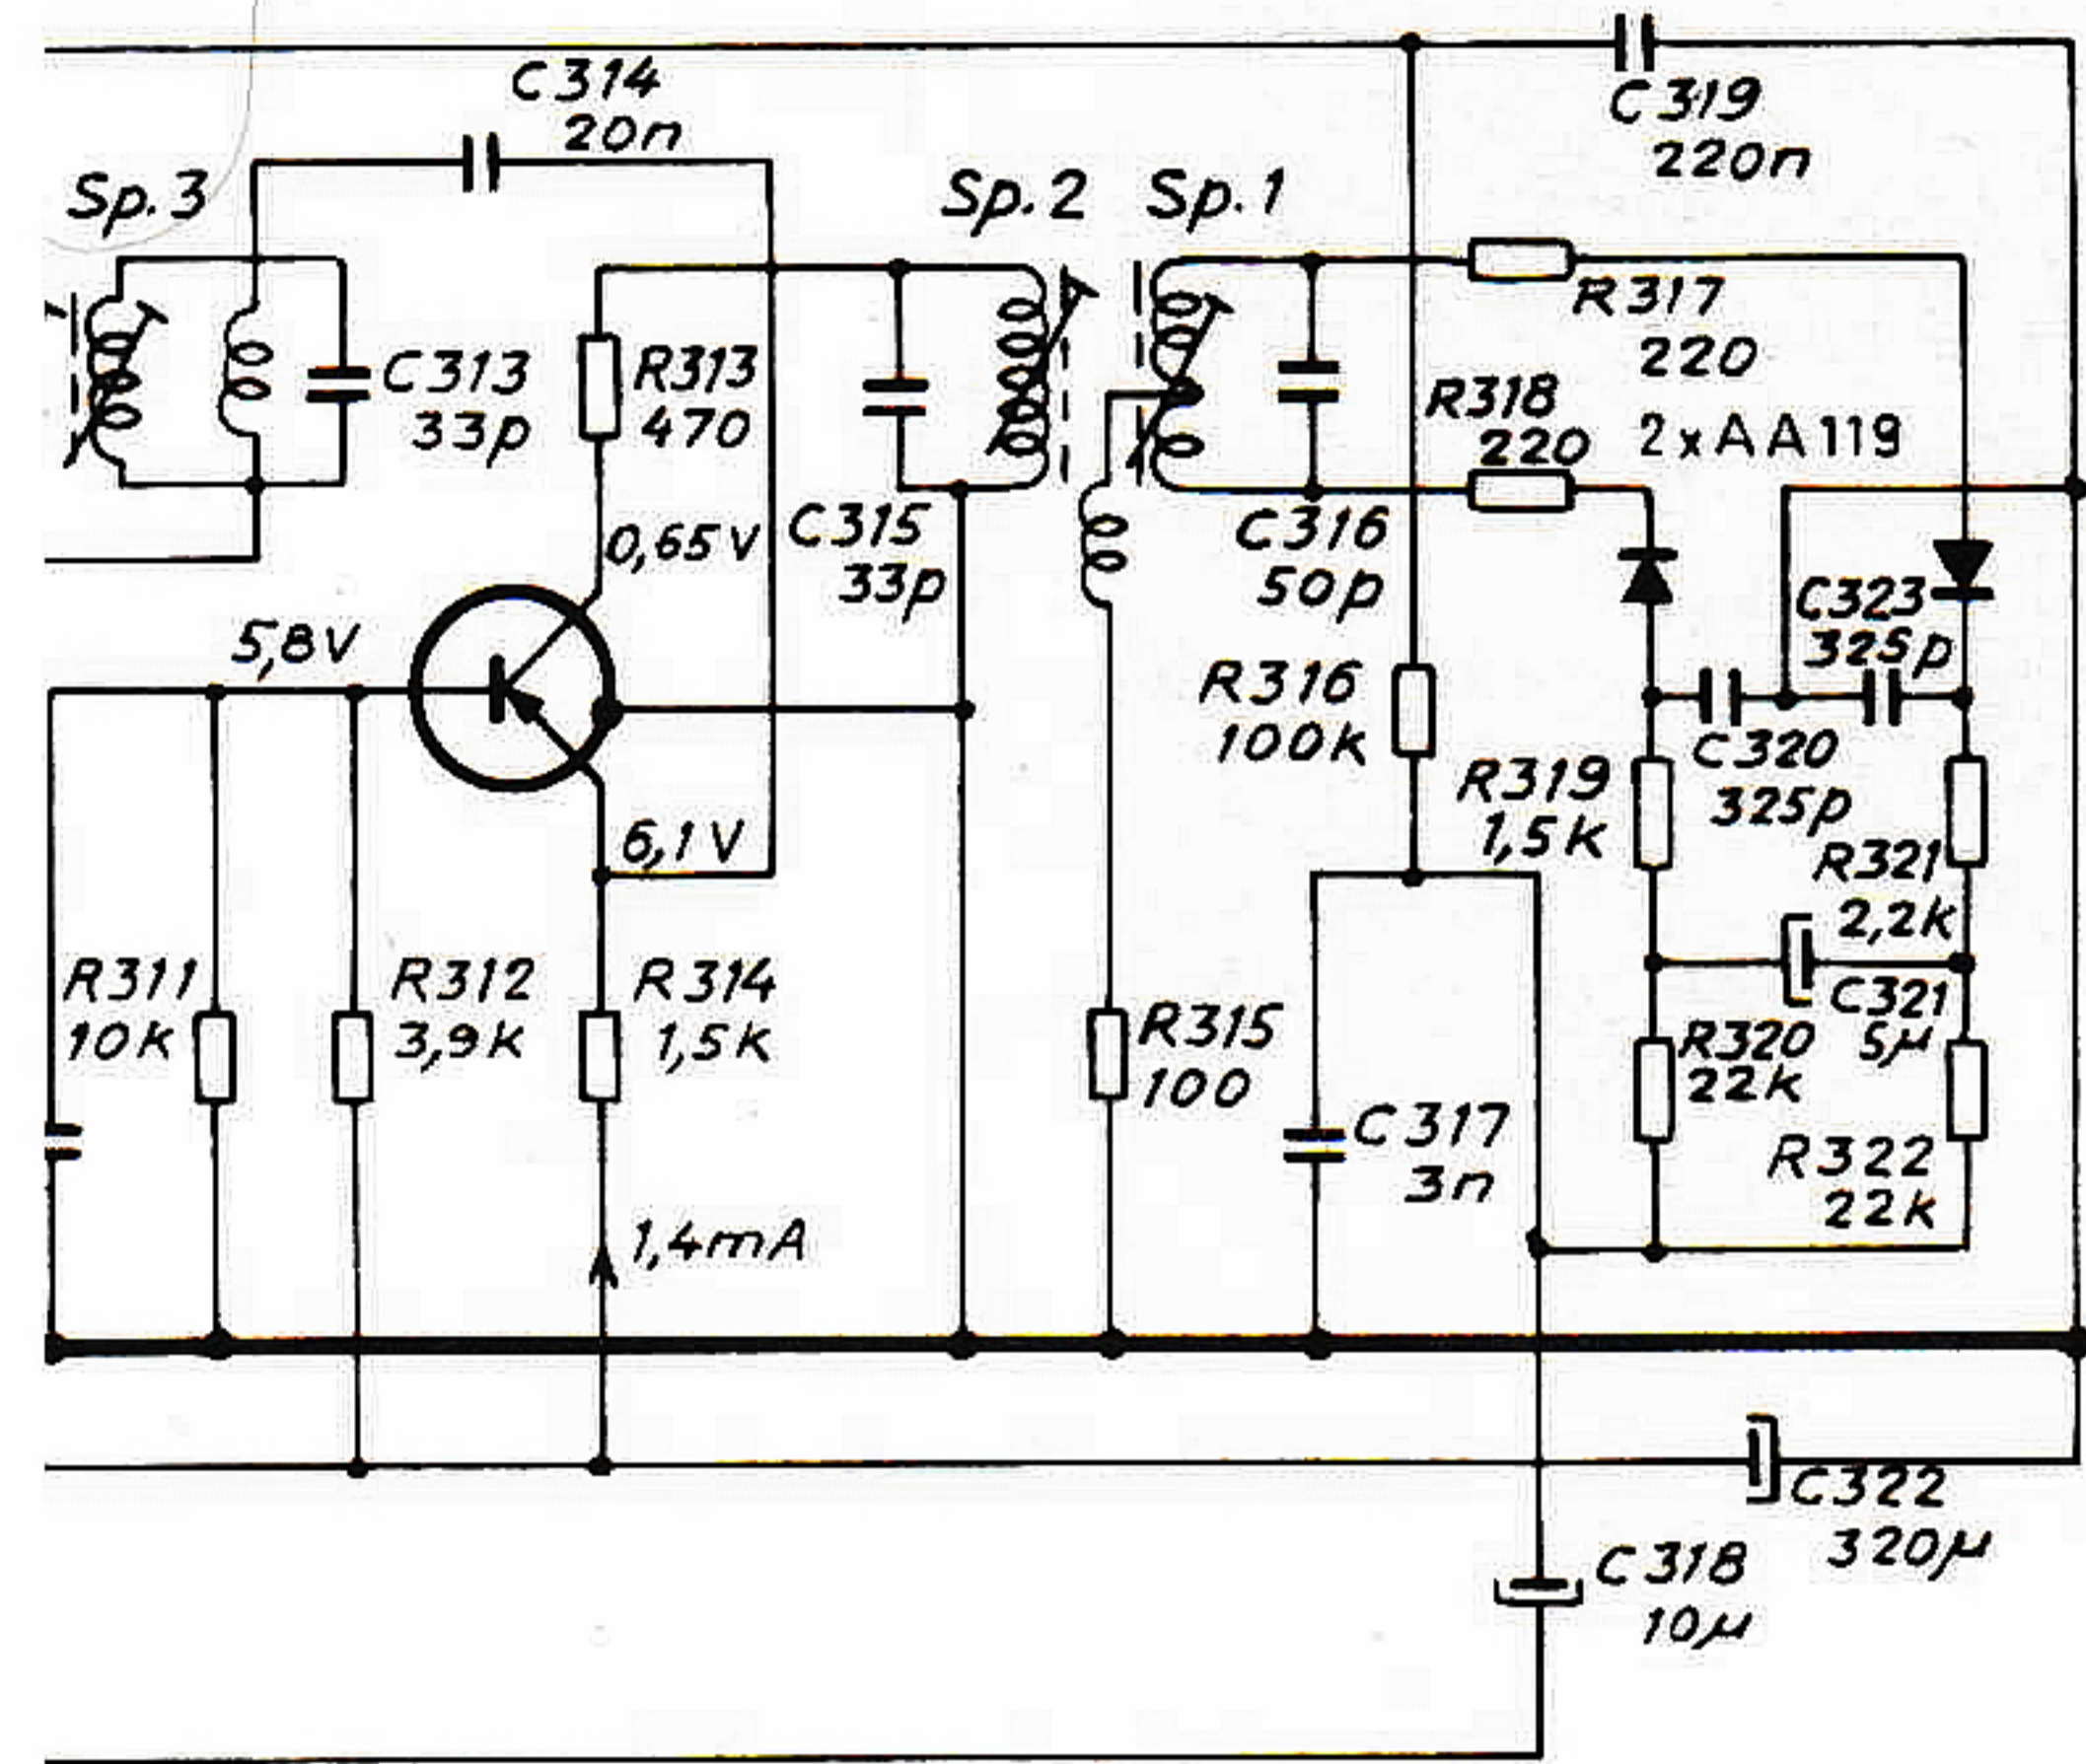 C314
20n
C319
220n
Sp.3
Sp.2
Sp.1
R317
220
C313
33p
R313
470
R318
220
2xAA119
0,65V
C315
33p
C316
50p
C323
325p
5,8V
R316
100k
C320
325p
R319
1,5k
6,1V
R321
2,2k
R311
10k
R312
3,9k
R314
1,5k
R315
100
C321
5µ
R320
22k
C317
3n
R322
22k
1,4mA
C322
320µ
C318
10µ